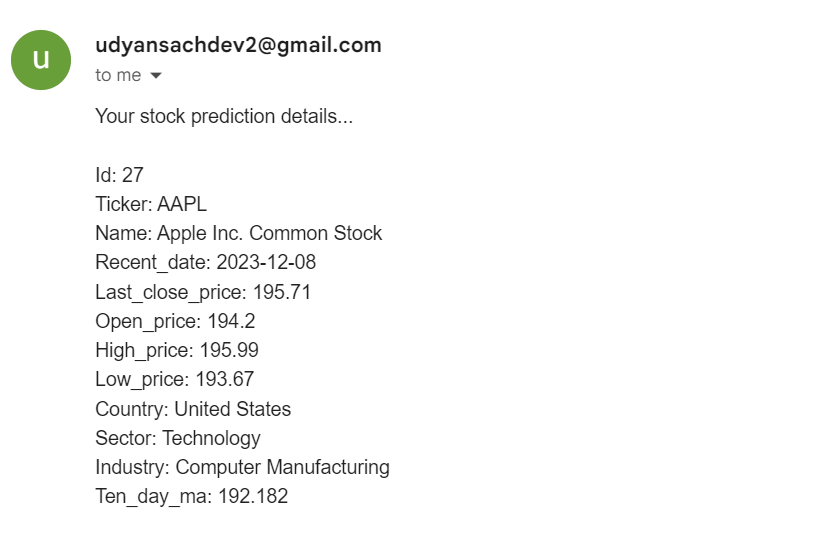 u
udyansachdev2@gmail.com
to me
Your stock prediction details...
Id: 27
Ticker: AAPL
Name: Apple Inc. Common Stock
Recent_date: 2023-12-08
Last_close_price: 195.71
Open_price: 194.2
High_price: 195.99
Low_price: 193.67
Country: United States
Sector: Technology
Industry: Computer Manufacturing
Ten_day_ma: 192.182